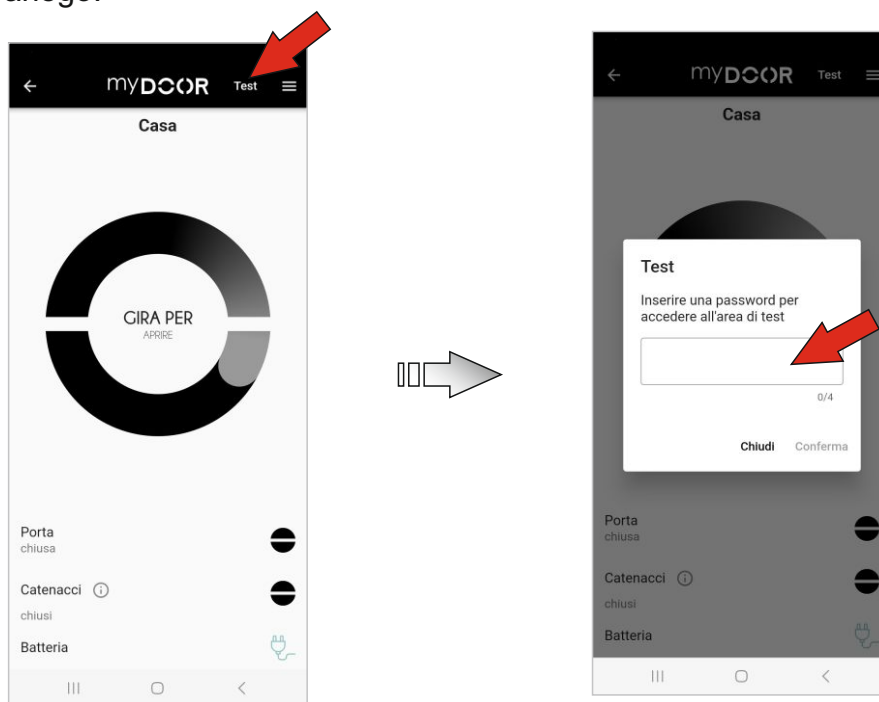 myDOOR Test
Casa
GIRA PER
APRIRE
Porta
chiusa
Catenacci
chiusi
Batteria
myDOOR Test
Casa
Test
Inserire una password per
accedere all'area di test
0/4
Chiudi Conferma
Porta
chiusa
Catenacci
chiusi
Batteria